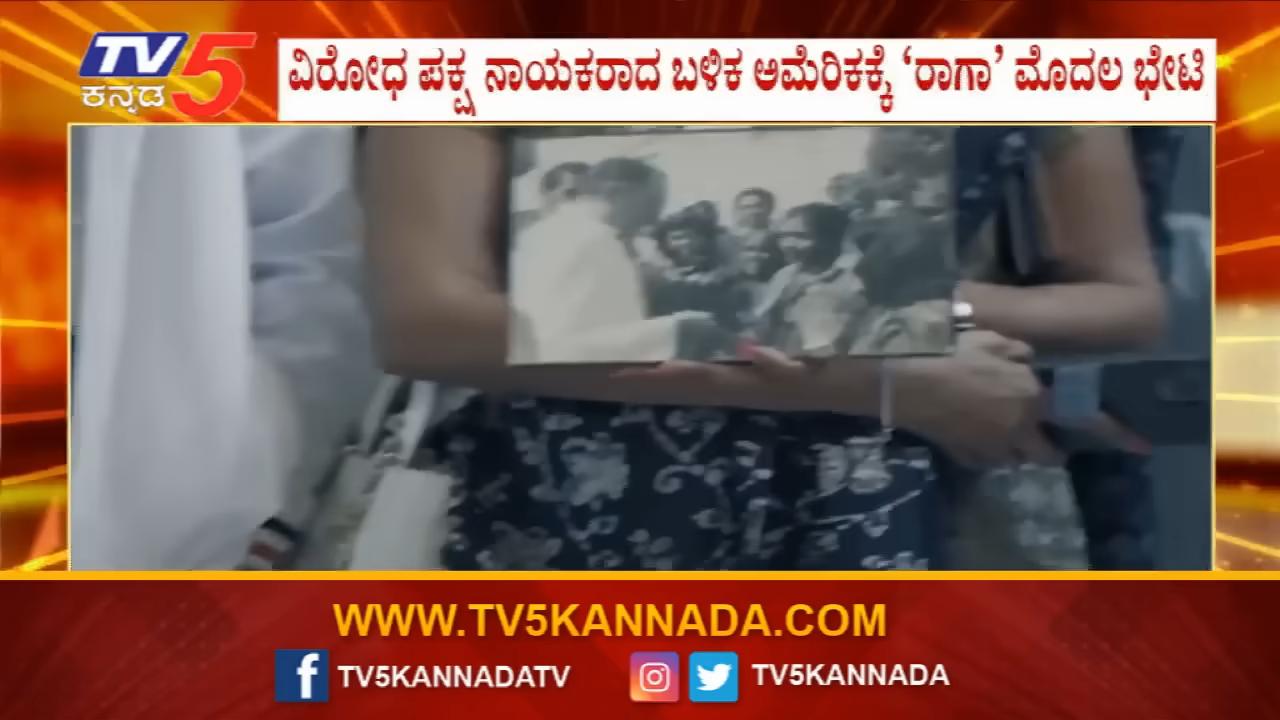 TV5
ಕನ್ನಡ
ವಿರೋಧ ಪಕ್ಷ ನಾಯಕರಾದ ಬಳಿಕ ಅಮೆರಿಕಕ್ಕೆ ‘ರಾಗಾ’ ಮೊದಲ ಭೇಟಿ
WWW.TV5KANNADA.COM
TV5KANNADATV
TV5KANNADA